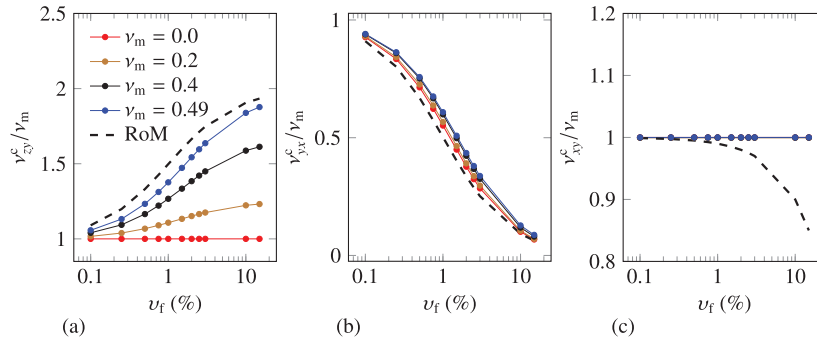 2.5
2
1.5
1
ν_m = 0.0
ν_m = 0.2
ν_m = 0.4
ν_m = 0.49
RoM
ν^c_zy/ν_m
0.1 1 10
υ_f (%)
(a)
1
0.5
0
ν^c_yx/ν_m
0.1 1 10
υ_f (%)
(b)
1.2
1.1
1
0.9
0.8
ν^c_xy/ν_m
0.1 1 10
υ_f (%)
(c)